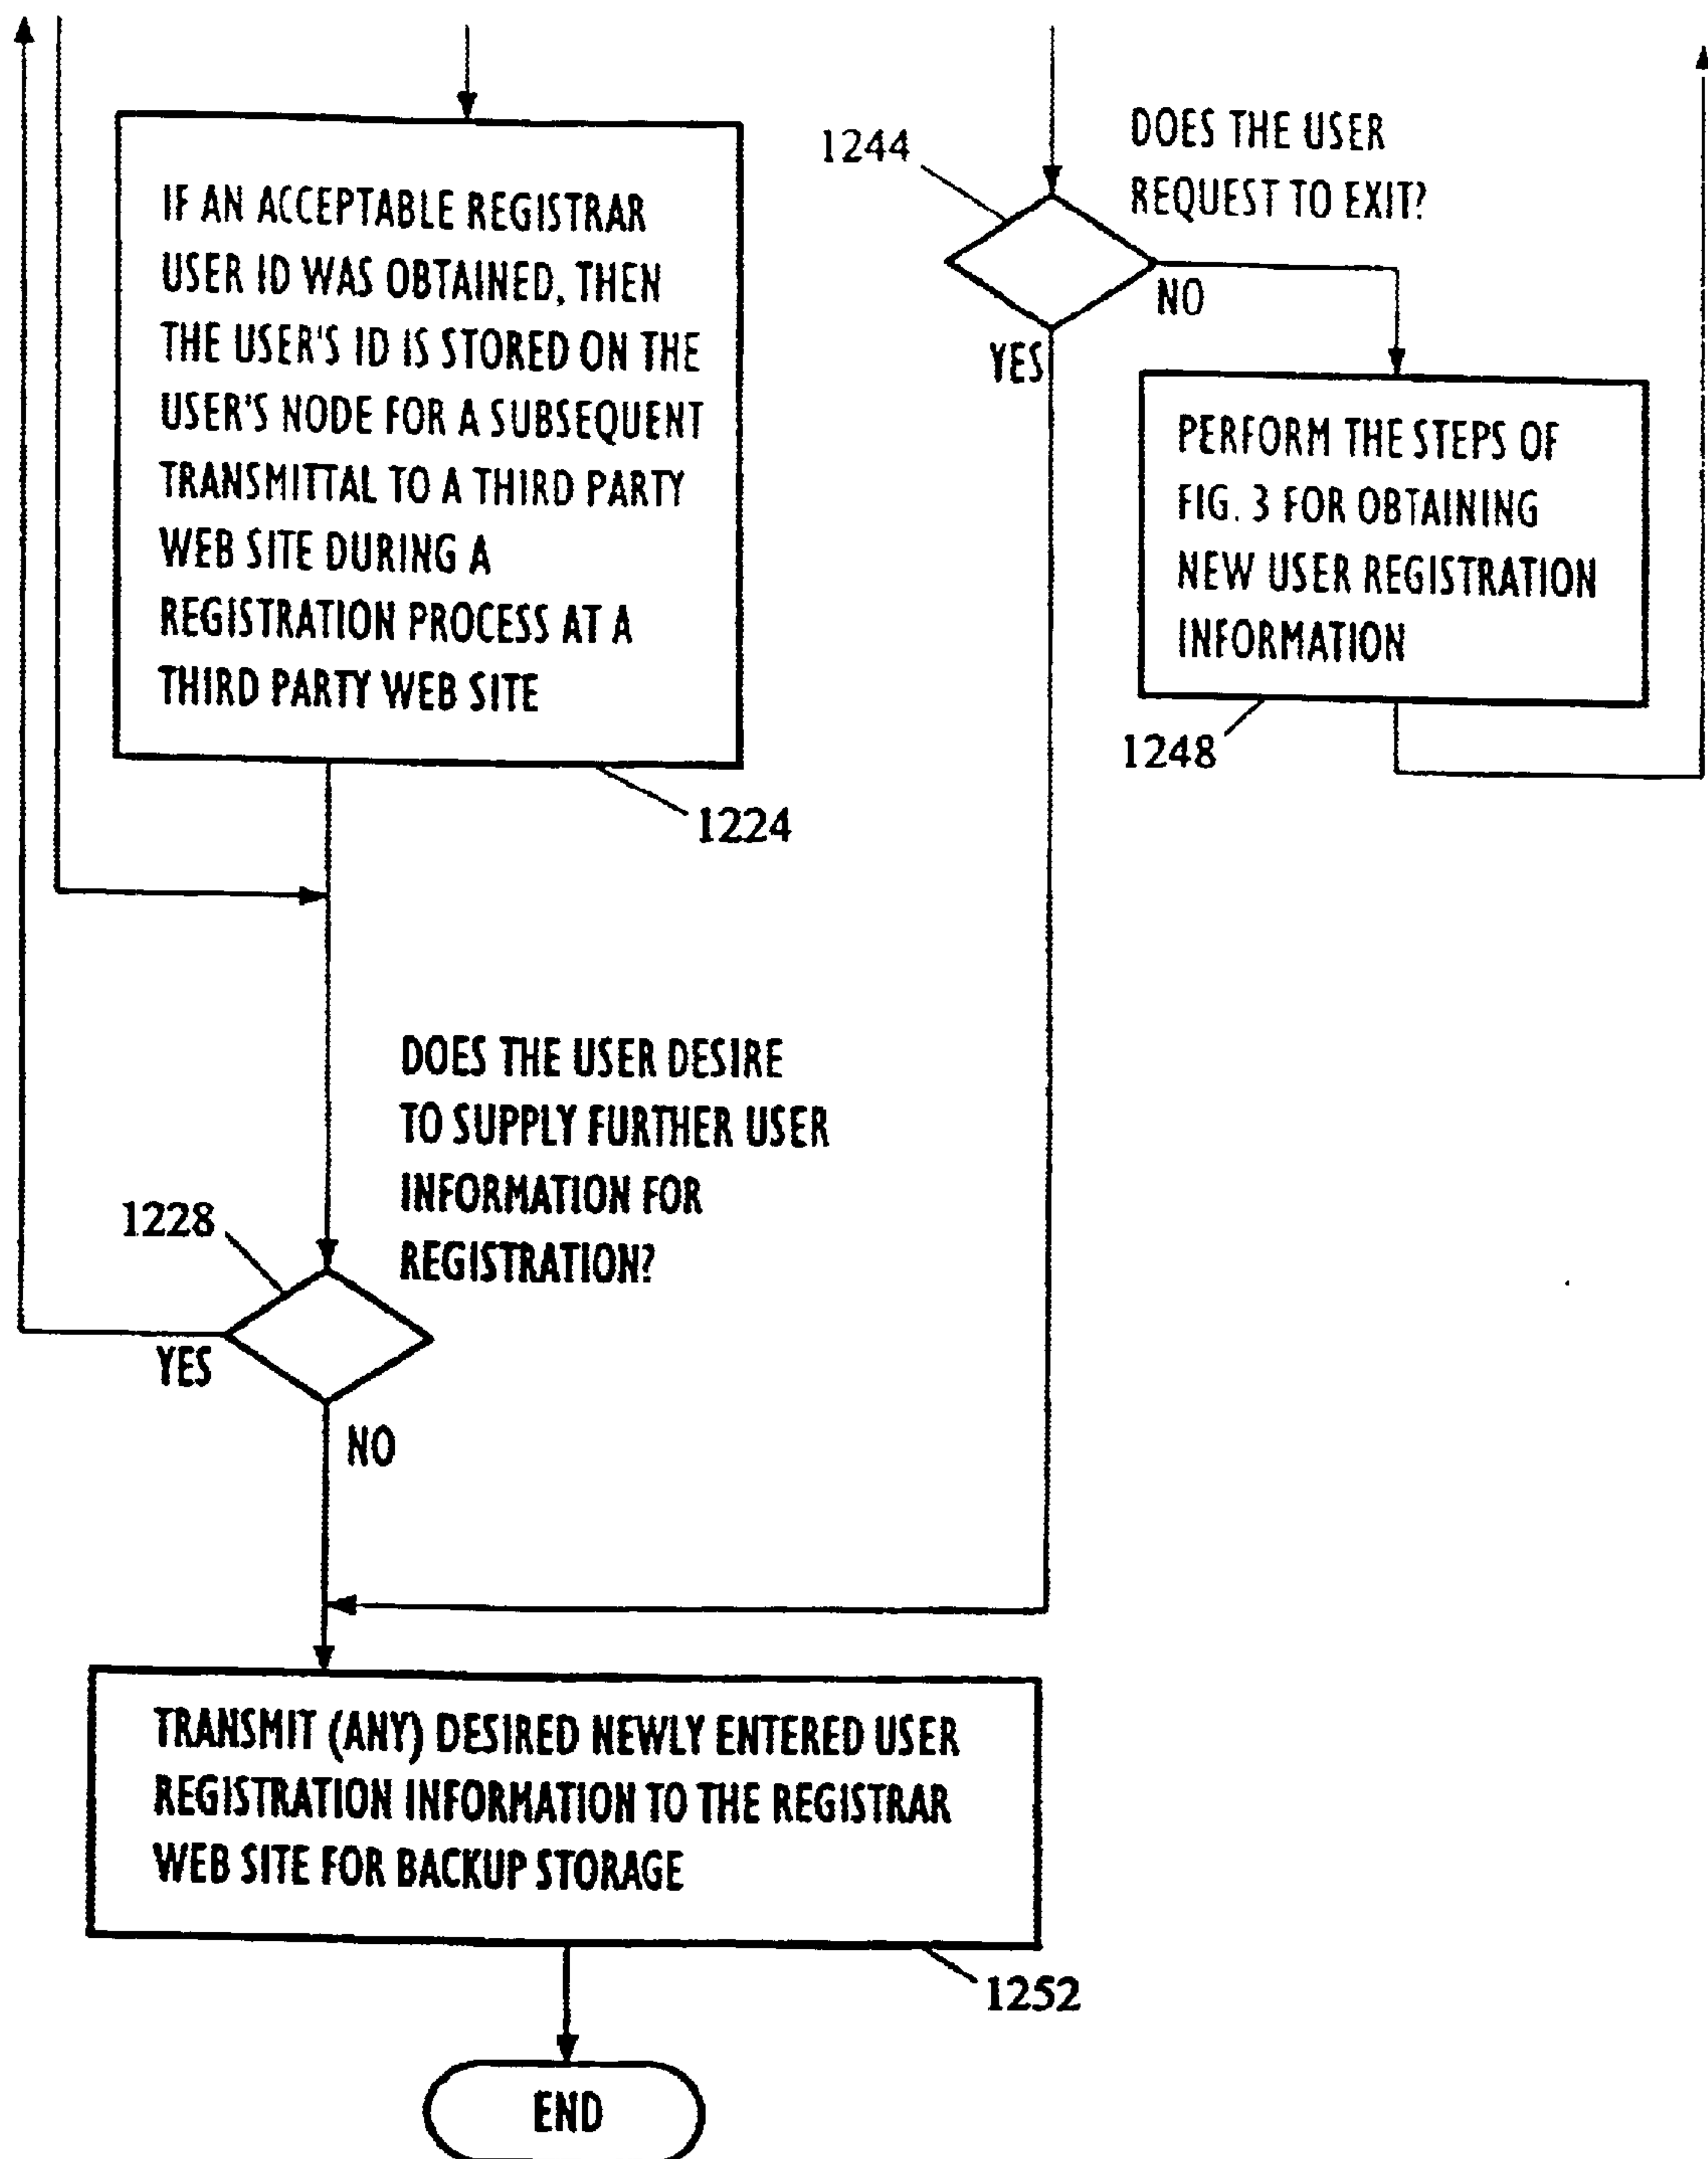 IF AN ACCEPTABLE REGISTRAR
USER ID WAS OBTAINED, THEN
THE USER'S ID IS STORED ON THE
USER'S NODE FOR A SUBSEQUENT
TRANSMITTAL TO A THIRD PARTY
WEB SITE DURING A
REGISTRATION PROCESS AT A
THIRD PARTY WEB SITE
1224
1244
DOES THE USER
REQUEST TO EXIT?
NO
YES
PERFORM THE STEPS OF
FIG. 3 FOR OBTAINING
NEW USER REGISTRATION
INFORMATION
1248
DOES THE USER DESIRE
TO SUPPLY FURTHER USER
INFORMATION FOR
REGISTRATION?
1228
YES
NO
TRANSMIT (ANY) DESIRED NEWLY ENTERED USER
REGISTRATION INFORMATION TO THE REGISTRAR
WEB SITE FOR BACKUP STORAGE
1252
END